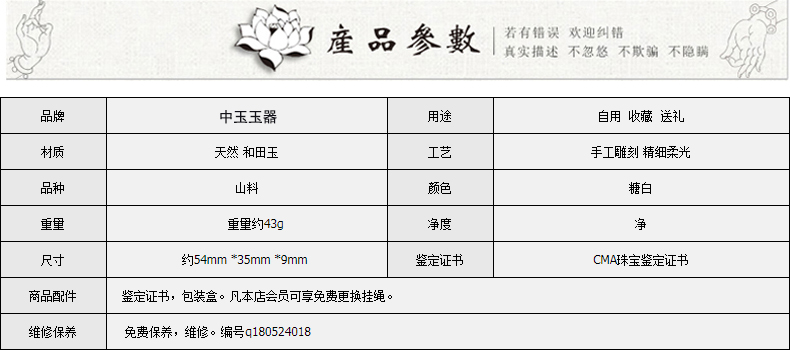 産品參數
若有错误 欢迎纠错
真实描述 不忽悠 不欺骗 不隐瞒
品牌 中玉玉器 用途 自用 收藏 送礼
材质 天然 和田玉 工艺 手工雕刻 精细柔光
品种 山料 颜色 糖白
重量 重量约43g 净度 净
尺寸 约54mm *35mm *9mm 鉴定证书 CMA珠宝鉴定证书
商品配件 鉴定证书，包装盒。凡本店会员可享免费更换挂绳。
维修保养 免费保养，维修。编号q180524018